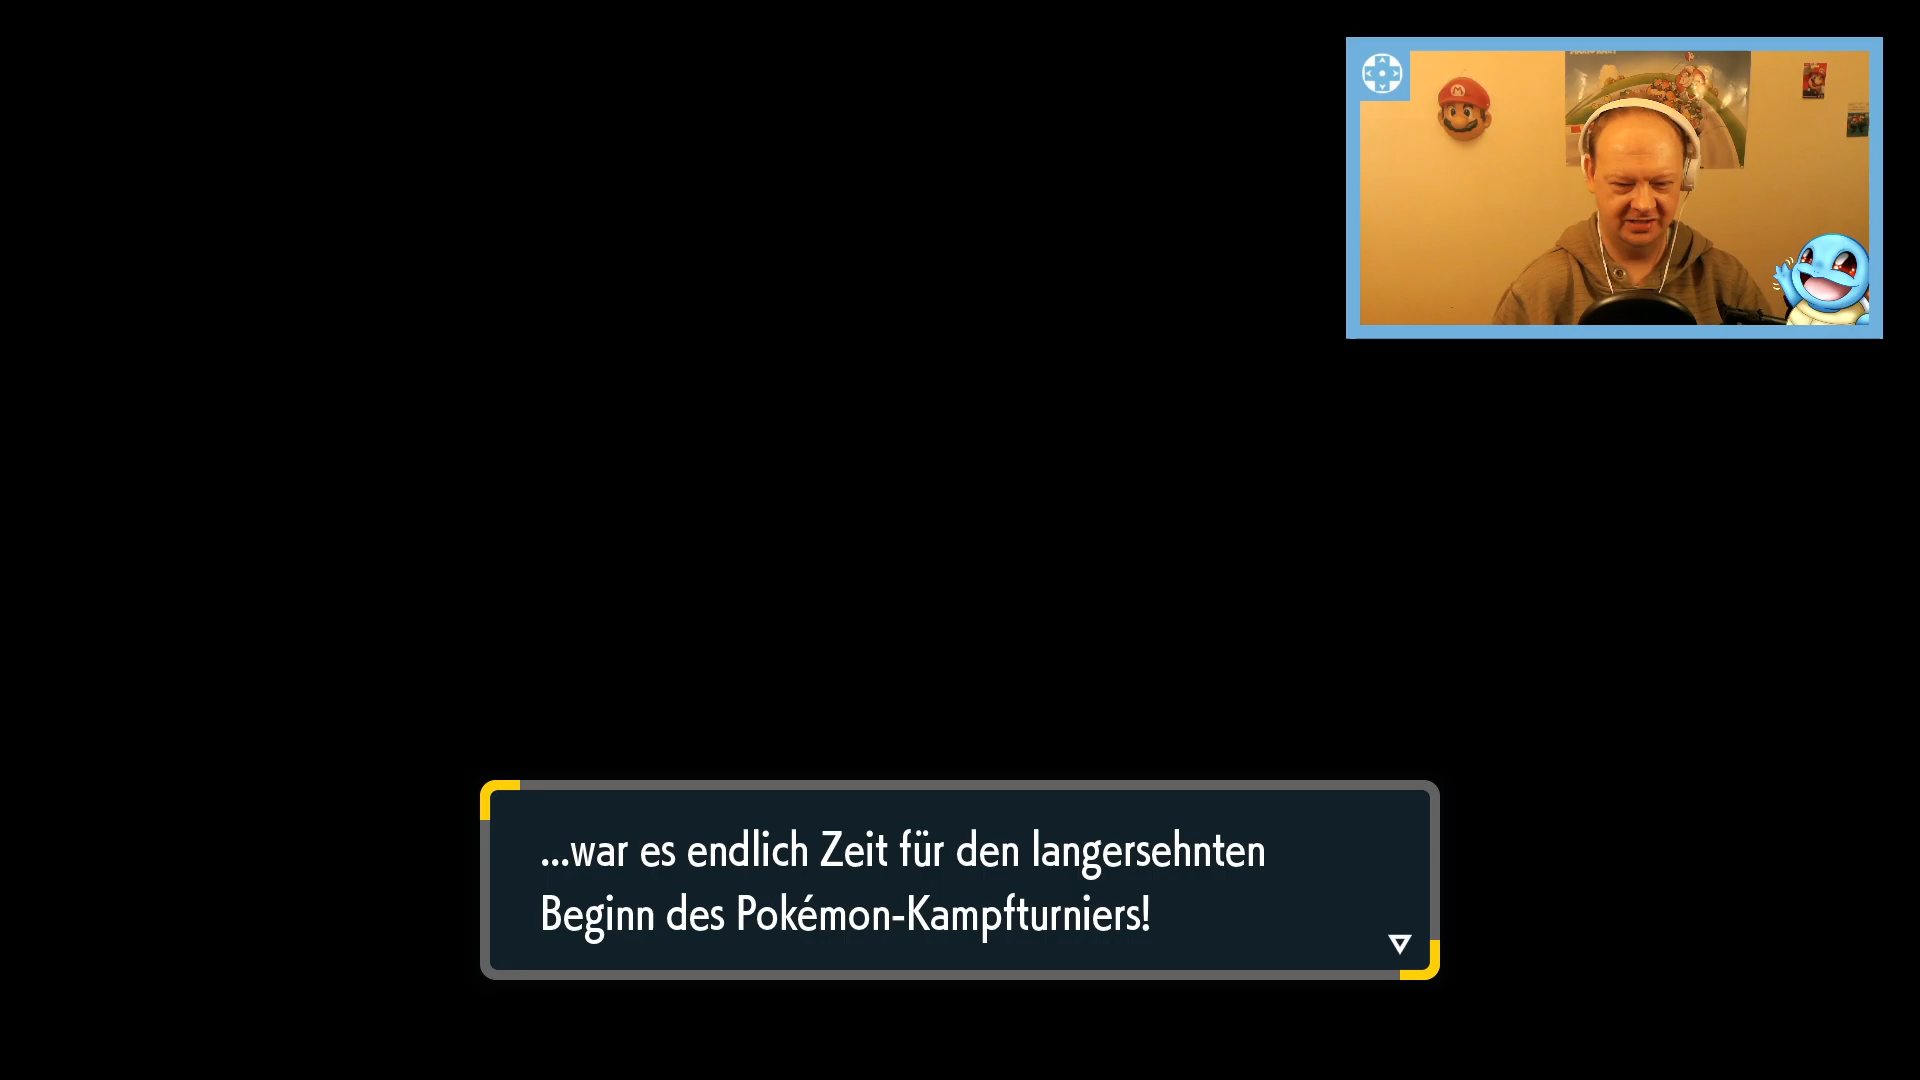 ...war es endlich Zeit für den langersehnten
Beginn des Pokémon-Kampfturniers!